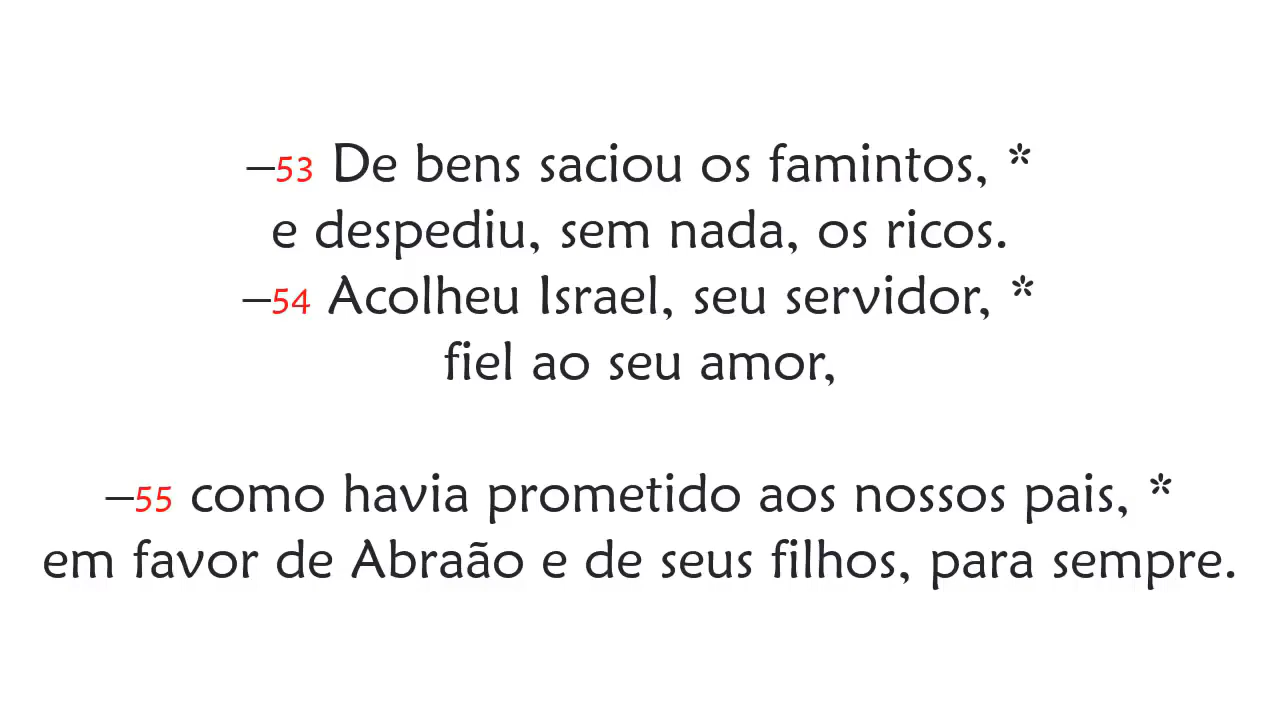 –53 De bens saciou os famintos, *
e despediu, sem nada, os ricos.
–54 Acolheu Israel, seu servidor, *
fiel ao seu amor,
–55 como havia prometido aos nossos pais, *
em favor de Abraão e de seus filhos, para sempre.